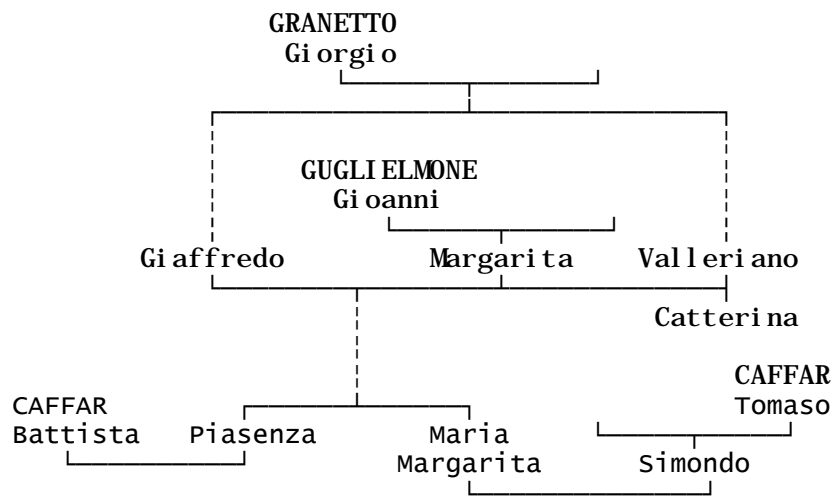 GRANETTO
Giorgio
GUGLIELMONE
Gioanni
Giaffredo Margarita Valleriano
Catterina
CAFFAR
CAFFAR Tomaso
Battista Piasenza Maria
Margarita Simondo